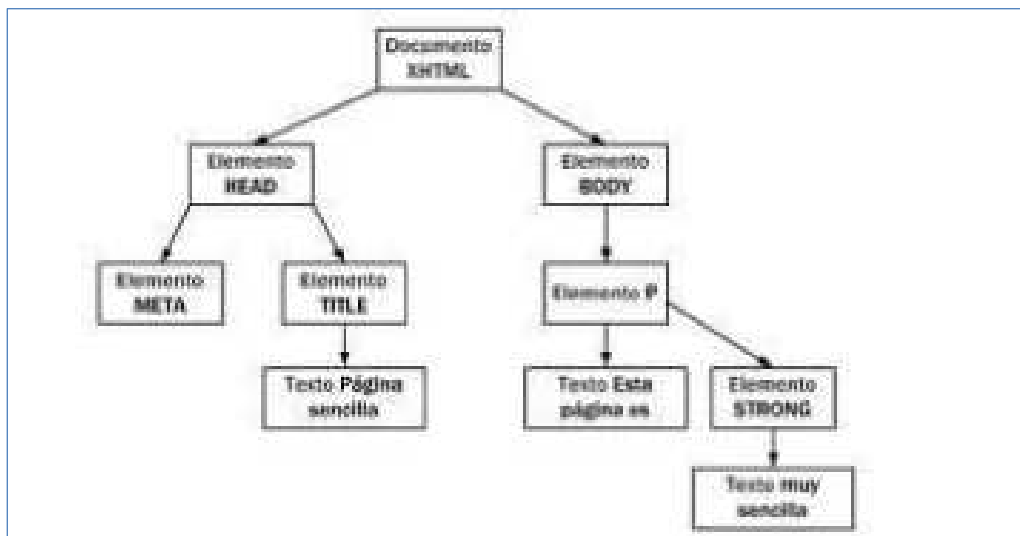 Documento
XHTML
Elemento
HEAD
Elemento
BODY
Elemento
META
Elemento
TITLE
Elemento P
Texto Página
sencilla
Texto Esta
página es
Elemento
STRONG
Texto muy
sencilla